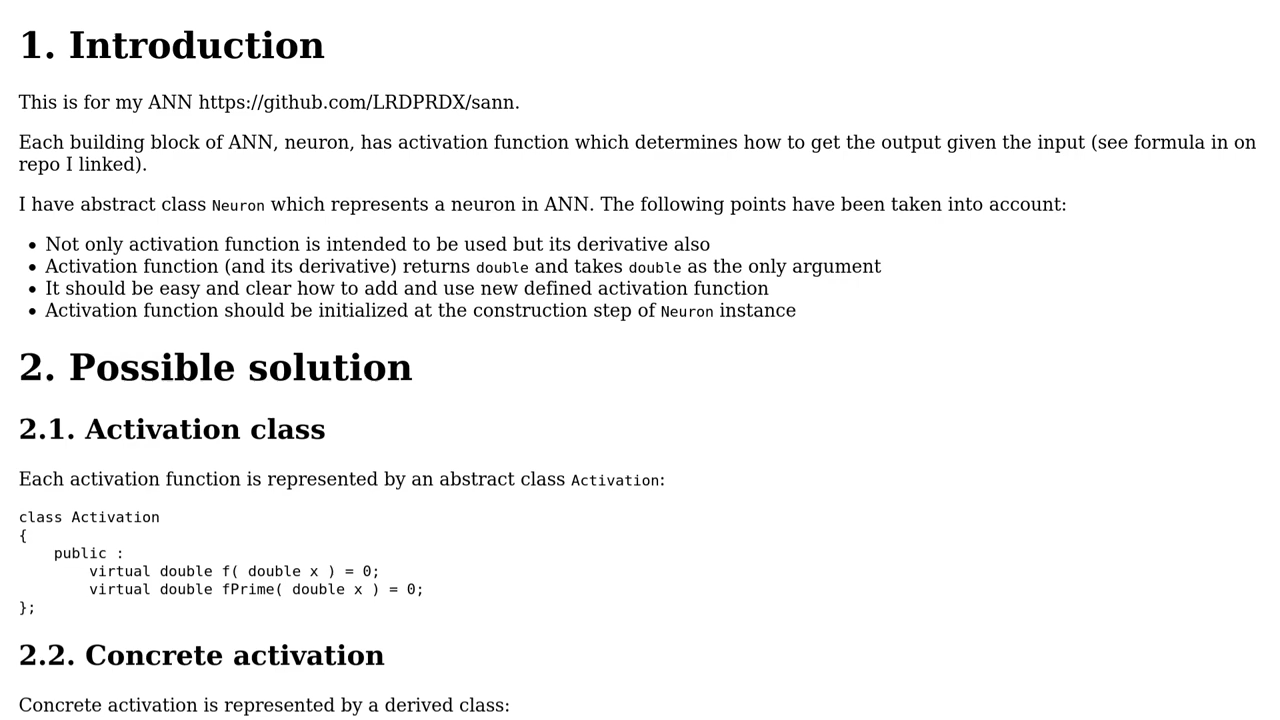 1. Introduction
This is for my ANN https://github.com/LRDPRDX/sann.
Each building block of ANN, neuron, has activation function which determines how to get the output given the input (see formula in on
repo I linked).
I have abstract class Neuron which represents a neuron in ANN. The following points have been taken into account:
• Not only activation function is intended to be used but its derivative also
• Activation function (and its derivative) returns double and takes double as the only argument
• It should be easy and clear how to add and use new defined activation function
• Activation function should be initialized at the construction step of Neuron instance
2. Possible solution
2.1. Activation class
Each activation function is represented by an abstract class Activation:
class Activation
{
    public :
        virtual double f( double x ) = 0;
        virtual double fPrime( double x ) = 0;
};
2.2. Concrete activation
Concrete activation is represented by a derived class: